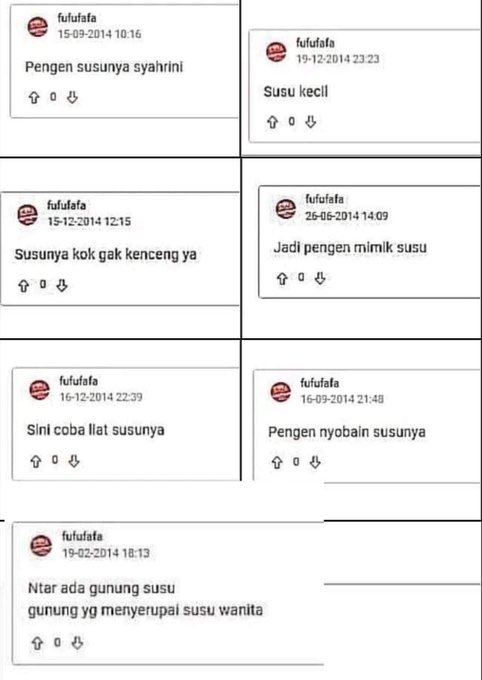 fufufafa
15-09-2014 10:16
Pengen susunya syahrini
0
fufufafa
19-12-2014 23:23
Susu kecil
0
fufufafa
15-12-2014 12:15
Susunya kok gak kenceng ya
0
fufufafa
26-06-2014 14:09
Jadi pengen mimik susu
0
fufufafa
16-12-2014 22:39
Sini coba liat susunya
0
fufufafa
16-09-2014 21:48
Pengen nyobain susunya
0
fufufafa
19-02-2014 18:13
Ntar ada gunung susu
gunung yg menyerupai susu wanita
0